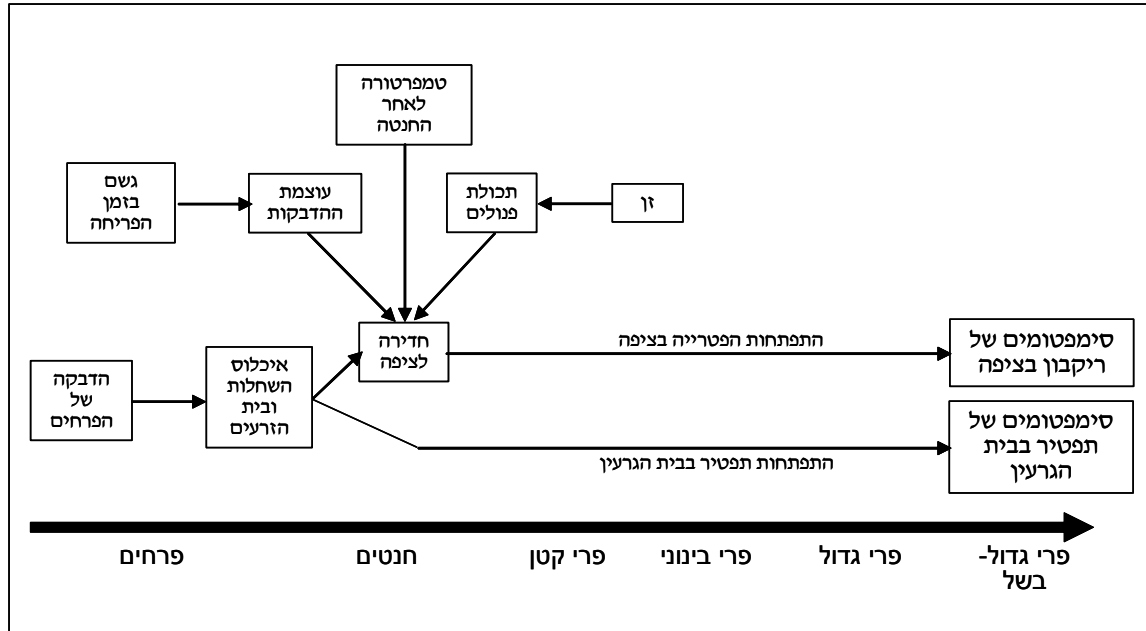 טמפרטורה
לאחר
החנטה
גשם
בזמן
הפריחה
עוצמת
ההדבקות
תכולת
פנולים
זן
הדבקה
של
הפרחים
איכלוס
השחלות
ובית
הזרעים
חדירה
לציפה
התפתחות הפטרייה בציפה
סימפטומים של
ריקבון בציפה
התפתחות תפטיר בבית הגרעין
סימפטומים של
תפטיר בבית
הגרעין
פרחים
חנטים
פרי קטן
פרי בינוני
פרי גדול
פרי גדול-
בשל